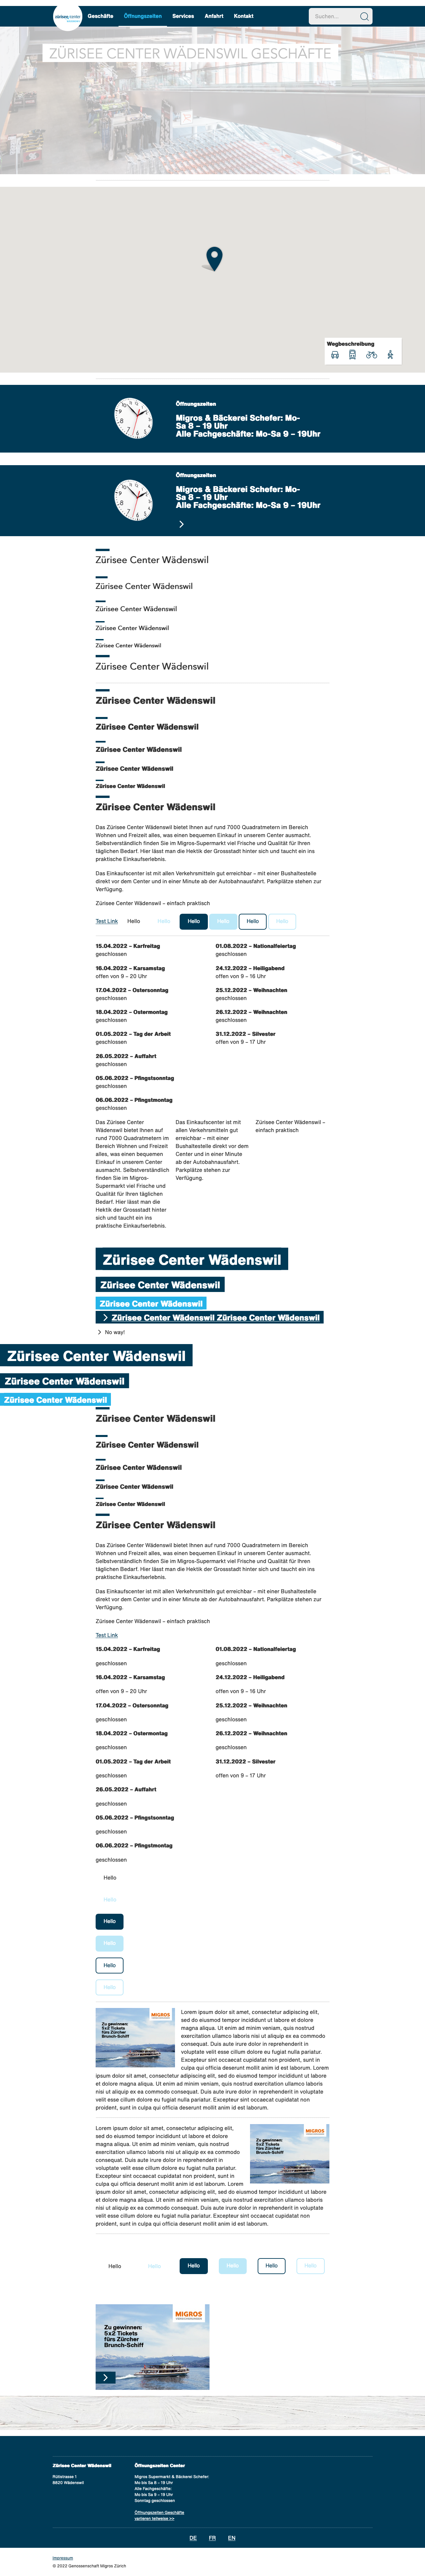 zürisee center
Geschäfte
Öffnungszeiten
Services
Anfahrt
Kontakt
Suchen...
ZÜRISEE CENTER WÄDENSWIL GESCHÄFTE
Wegbeschreibung
Öffnungszeiten
Migros & Bäckerei Schefer: Mo-
Sa 8 – 19 Uhr
Alle Fachgeschäfte: Mo-Sa 9 – 19Uhr
Öffnungszeiten
Migros & Bäckerei Schefer: Mo-
Sa 8 – 19 Uhr
Alle Fachgeschäfte: Mo-Sa 9 – 19Uhr
Zürisee Center Wädenswil
Zürisee Center Wädenswil
Zürisee Center Wädenswil
Zürisee Center Wädenswil
Zürisee Center Wädenswil
Zürisee Center Wädenswil
Zürisee Center Wädenswil
Zürisee Center Wädenswil
Zürisee Center Wädenswil
Zürisee Center Wädenswil
Zürisee Center Wädenswil
Zürisee Center Wädenswil
Das Zürisee Center Wädenswil bietet Ihnen auf rund 7000 Quadratmetern im Bereich
Wohnen und Freizeit alles, was einen bequemen Einkauf in unserem Center ausmacht.
Selbstverständlich finden Sie im Migros-Supermarkt viel Frische und Qualität für Ihren
täglichen Bedarf. Hier lässt man die Hektik der Grossstadt hinter sich und taucht ein ins
praktische Einkaufserlebnis.
Das Einkaufscenter ist mit allen Verkehrsmitteln gut erreichbar – mit einer Bushaltestelle
direkt vor dem Center und in einer Minute ab der Autobahnausfahrt. Parkplätze stehen zur
Verfügung.
Zürisee Center Wädenswil – einfach praktisch
Test Link Hello Hello Hello Hello Hello Hello
15.04.2022 – Karfreitag
geschlossen
16.04.2022 – Karsamstag
offen von 9 – 20 Uhr
17.04.2022 – Ostersonntag
geschlossen
18.04.2022 – Ostermontag
geschlossen
01.05.2022 – Tag der Arbeit
geschlossen
26.05.2022 – Auffahrt
geschlossen
05.06.2022 – Pfingstsonntag
geschlossen
06.06.2022 – Pfingstmontag
geschlossen
01.08.2022 – Nationalfeiertag
geschlossen
24.12.2022 – Heiligabend
offen von 9 – 16 Uhr
25.12.2022 – Weihnachten
geschlossen
26.12.2022 – Weihnachten
geschlossen
31.12.2022 – Silvester
offen von 9 – 17 Uhr
Das Zürisee Center
Wädenswil bietet Ihnen auf
rund 7000 Quadratmetern im
Bereich Wohnen und Freizeit
alles, was einen bequemen
Einkauf in unserem Center
ausmacht. Selbstverständlich
finden Sie im Migros-
Supermarkt viel Frische und
Qualität für Ihren täglichen
Bedarf. Hier lässt man die
Hektik der Grossstadt hinter
sich und taucht ein ins
praktische Einkaufserlebnis.
Das Einkaufscenter ist mit
allen Verkehrsmitteln gut
erreichbar – mit einer
Bushaltestelle direkt vor dem
Center und in einer Minute
ab der Autobahnausfahrt.
Parkplätze stehen zur
Verfügung.
Zürisee Center Wädenswil –
einfach praktisch
Zürisee Center Wädenswil
Zürisee Center Wädenswil
Zürisee Center Wädenswil
Zürisee Center Wädenswil Zürisee Center Wädenswil
No way!
Zürisee Center Wädenswil
Zürisee Center Wädenswil
Zürisee Center Wädenswil
Zürisee Center Wädenswil
Zürisee Center Wädenswil
Zürisee Center Wädenswil
Zürisee Center Wädenswil
Zürisee Center Wädenswil
Zürisee Center Wädenswil
Das Zürisee Center Wädenswil bietet Ihnen auf rund 7000 Quadratmetern im Bereich
Wohnen und Freizeit alles, was einen bequemen Einkauf in unserem Center ausmacht.
Selbstverständlich finden Sie im Migros-Supermarkt viel Frische und Qualität für Ihren
täglichen Bedarf. Hier lässt man die Hektik der Grossstadt hinter sich und taucht ein ins
praktische Einkaufserlebnis.
Das Einkaufscenter ist mit allen Verkehrsmitteln gut erreichbar – mit einer Bushaltestelle
direkt vor dem Center und in einer Minute ab der Autobahnausfahrt. Parkplätze stehen zur
Verfügung.
Zürisee Center Wädenswil – einfach praktisch
Test Link
15.04.2022 – Karfreitag
geschlossen
16.04.2022 – Karsamstag
offen von 9 – 20 Uhr
17.04.2022 – Ostersonntag
geschlossen
18.04.2022 – Ostermontag
geschlossen
01.05.2022 – Tag der Arbeit
geschlossen
26.05.2022 – Auffahrt
geschlossen
05.06.2022 – Pfingstsonntag
geschlossen
06.06.2022 – Pfingstmontag
geschlossen
01.08.2022 – Nationalfeiertag
geschlossen
24.12.2022 – Heiligabend
offen von 9 – 16 Uhr
25.12.2022 – Weihnachten
geschlossen
26.12.2022 – Weihnachten
geschlossen
31.12.2022 – Silvester
offen von 9 – 17 Uhr
Hello
Hello
Hello
Hello
Hello
Hello
MIGROS
Zu gewinnen:
5x2 Tickets
fürs Zürcher
Brunch-Schiff
Lorem ipsum dolor sit amet, consectetur adipiscing elit,
sed do eiusmod tempor incididunt ut labore et dolore
magna aliqua. Ut enim ad minim veniam, quis nostrud
exercitation ullamco laboris nisi ut aliquip ex ea commodo
consequat. Duis aute irure dolor in reprehenderit in
voluptate velit esse cillum dolore eu fugiat nulla pariatur.
Excepteur sint occaecat cupidatat non proident, sunt in
culpa qui officia deserunt mollit anim id est laborum. Lorem
ipsum dolor sit amet, consectetur adipiscing elit, sed do eiusmod tempor incididunt ut labore et
dolore magna aliqua. Ut enim ad minim veniam, quis nostrud exercitation ullamco laboris
nisi ut aliquip ex ea commodo consequat. Duis aute irure dolor in reprehenderit in voluptate
velit esse cillum dolore eu fugiat nulla pariatur. Excepteur sint occaecat cupidatat non
proident, sunt in culpa qui officia deserunt mollit anim id est laborum.
Lorem ipsum dolor sit amet, consectetur adipiscing elit,
sed do eiusmod tempor incididunt ut labore et dolore
magna aliqua. Ut enim ad minim veniam, quis nostrud
exercitation ullamco laboris nisi ut aliquip ex ea commodo
consequat. Duis aute irure dolor in reprehenderit in
voluptate velit esse cillum dolore eu fugiat nulla pariatur.
Excepteur sint occaecat cupidatat non proident, sunt in
culpa qui officia deserunt mollit anim id est laborum. Lorem
ipsum dolor sit amet, consectetur adipiscing elit, sed do eiusmod tempor incididunt ut labore
et dolore magna aliqua. Ut enim ad minim veniam, quis nostrud exercitation ullamco laboris
nisi ut aliquip ex ea commodo consequat. Duis aute irure dolor in reprehenderit in voluptate
velit esse cillum dolore eu fugiat nulla pariatur. Excepteur sint occaecat cupidatat non
proident, sunt in culpa qui officia deserunt mollit anim id est laborum.
MIGROS
Zu gewinnen:
5x2 Tickets
fürs Zürcher
Brunch-Schiff
Hello Hello Hello Hello Hello Hello
MIGROS
Zu gewinnen:
5x2 Tickets
fürs Zürcher
Brunch-Schiff
Zürisee Center Wädenswil
Rütistrasse 1
8820 Wädenswil
Öffnungszeiten Center
Migros Supermarkt & Bäckerei Schefer:
Mo bis Sa 8 – 19 Uhr
Alle Fachgeschäfte:
Mo bis Sa 9 – 19 Uhr
Sonntag geschlossen
Öffnungszeiten Geschäfte
variieren teilweise >>
DE FR EN
Impressum
© 2022 Genossenschaft Migros Zürich